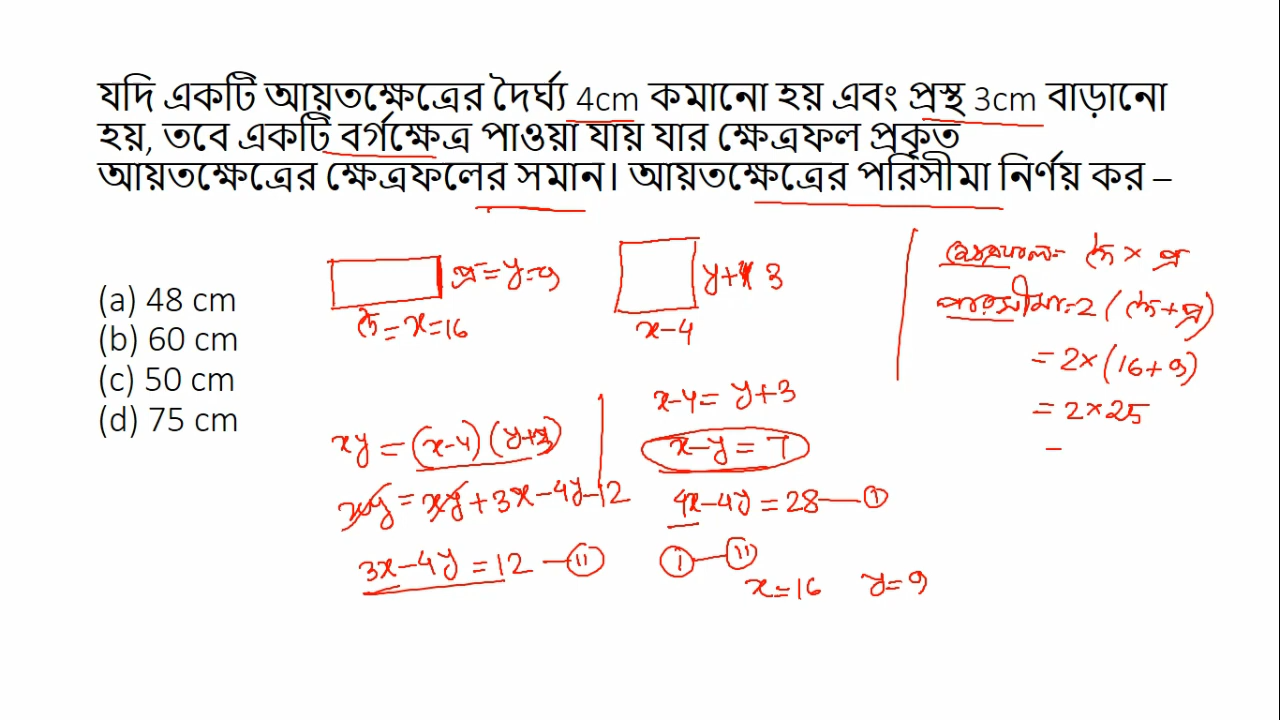 যদি একটি আয়তক্ষেত্রের দৈর্ঘ্য 4cm কমানো হয় এবং প্রস্থ 3cm বাড়ানো
হয়, তবে একটি বর্গক্ষেত্র পাওয়া যায় যার ক্ষেত্রফল প্রকৃত
আয়তক্ষেত্রের ক্ষেত্রফলের সমান। আয়তক্ষেত্রের পরিসীমা নির্ণয় কর –
(a) 48 cm
(b) 60 cm
(c) 50 cm
(d) 75 cm
প্র = y = 9
দৈ = x = 16
y + 3
x - 4
xy = (x-4) (y+3)
xy = xy + 3x - 4y - 12
3x - 4y = 12 — (II)
x - 4 = y + 3
x - y = 7
4x - 4y = 28 — (I)
(I) — (II)
x = 16 y = 9
ক্ষেত্রফল = দৈ × প্র
পরিসীমা = 2 (দৈ + প্র)
= 2 × (16 + 9)
= 2 × 25
=